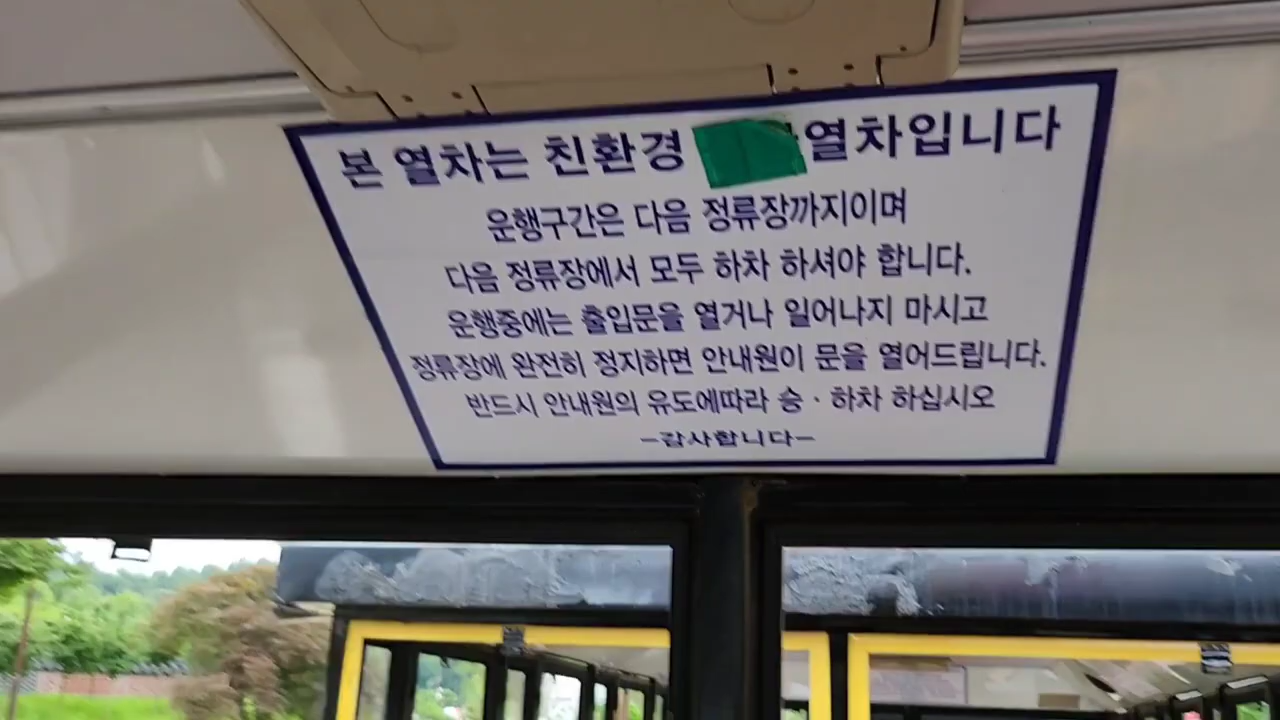 본 열차는 친환경 열차입니다
운행구간은 다음 정류장까지이며
다음 정류장에서 모두 하차 하셔야 합니다.
운행중에는 출입문을 열거나 일어나지 마시고
정류장에 완전히 정지하면 안내원이 문을 열어드립니다.
반드시 안내원의 유도에따라 승 · 하차 하십시오
-감사합니다-